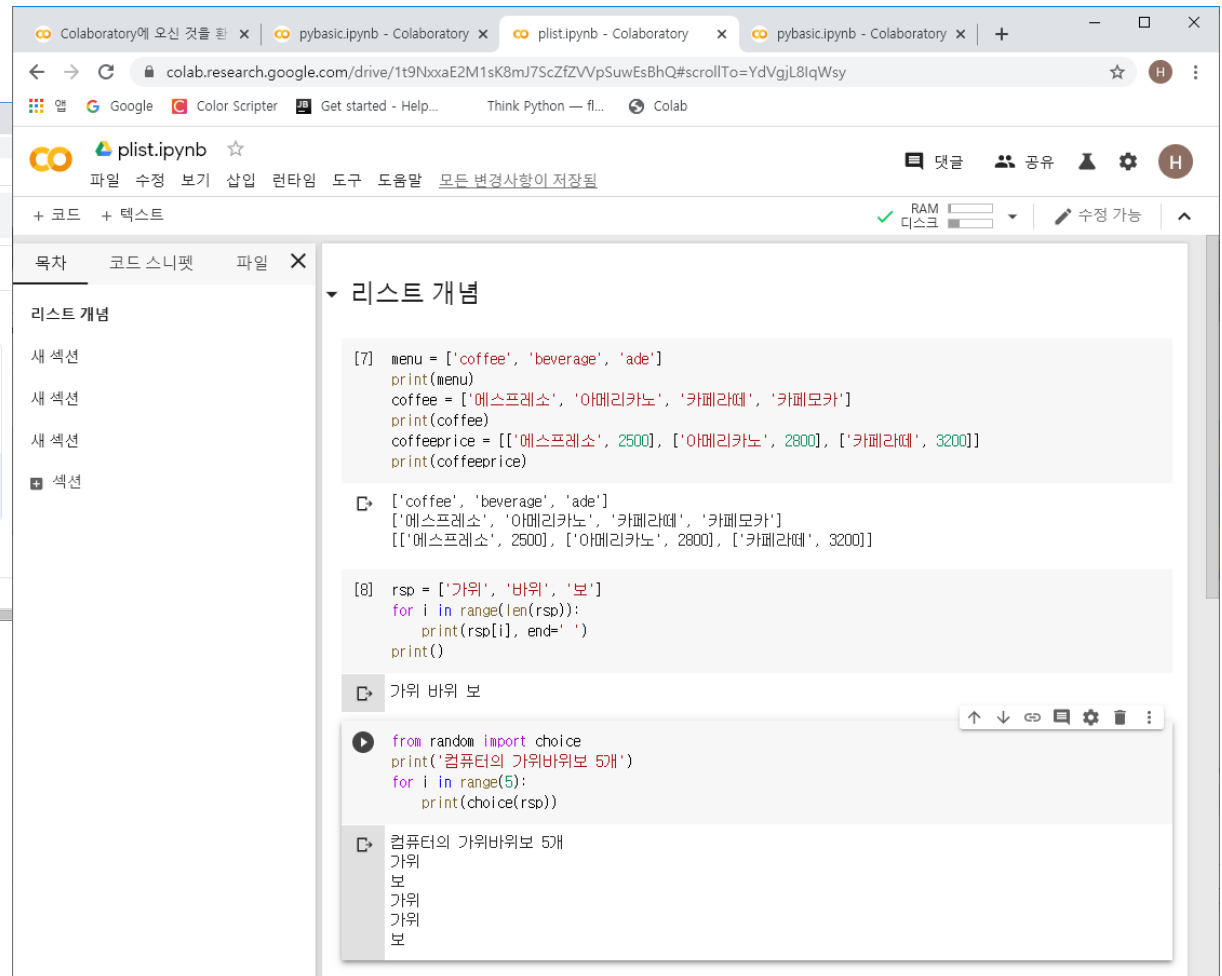 Colaboratory에 오신 것을 환
pybasic.ipynb - Colaboratory
plist.ipynb - Colaboratory
pybasic.ipynb - Colaboratory
colab.research.google.com/drive/1t9NxxaE2M1sK8mJ7ScZfZVVpSuwEsBhQ#scrollTo=YdVgjL8IqWsy
H
앱 Google Color Scripter Get started - Help... Think Python — fl... Colab
CO plist.ipynb
댓글 공유 H
파일 수정 보기 삽입 런타임 도구 도움말 모든 변경사항이 저장됨
+ 코드 + 텍스트
RAM
디스크
수정 가능
목차 코드 스니펫 파일
리스트 개념
새 섹션
새 섹션
새 섹션
섹션
리스트 개념
[7] menu = ['coffee', 'beverage', 'ade']
print(menu)
coffee = ['에스프레소', '아메리카노', '카페라떼', '카페모카']
print(coffee)
coffeeprice = [['에스프레소', 2500], ['아메리카노', 2800], ['카페라떼', 3200]]
print(coffeeprice)
['coffee', 'beverage', 'ade']
['에스프레소', '아메리카노', '카페라떼', '카페모카']
[['에스프레소', 2500], ['아메리카노', 2800], ['카페라떼', 3200]]
[8] rsp = ['가위', '바위', '보']
for i in range(len(rsp)):
    print(rsp[i], end=' ')
print()
가위 바위 보
from random import choice
print('컴퓨터의 가위바위보 5개')
for i in range(5):
    print(choice(rsp))
컴퓨터의 가위바위보 5개
가위
보
가위
가위
보